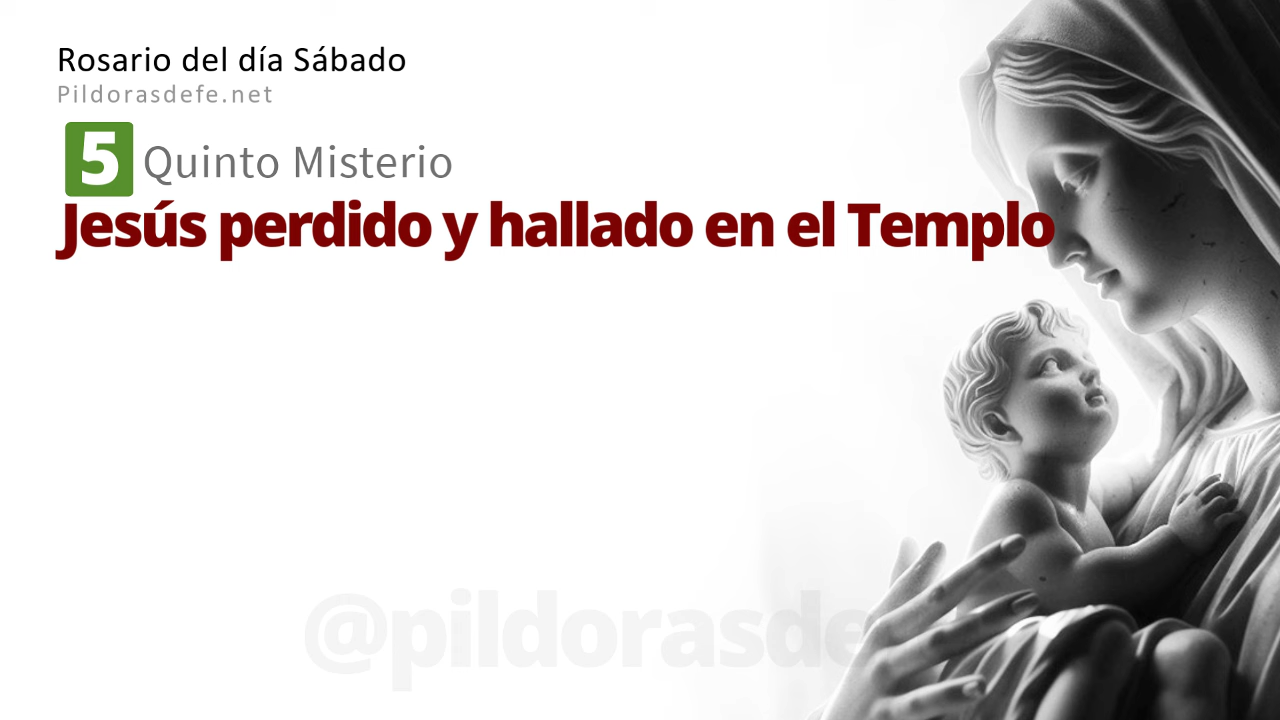 Rosario del día Sábado
Pildorasdefe.net
5 Quinto Misterio
Jesús perdido y hallado en el Templo
@pildorasde